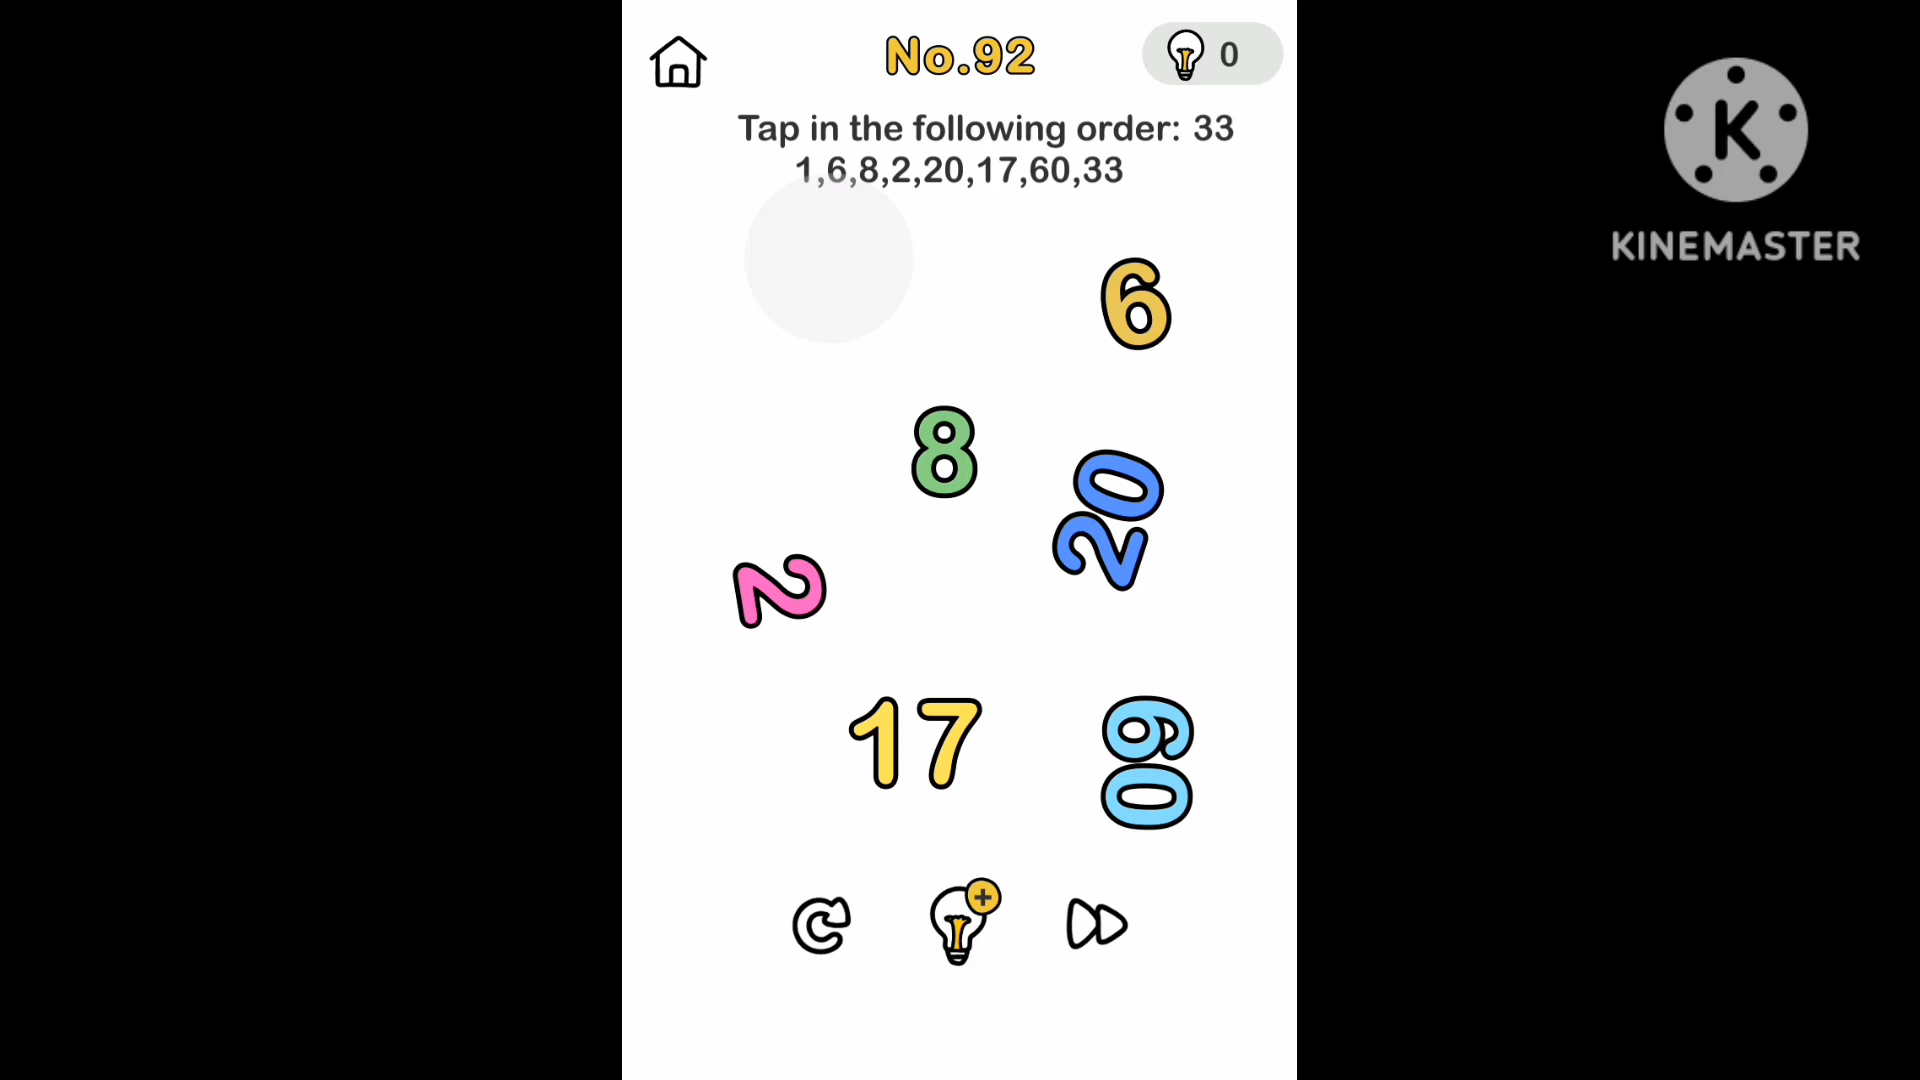 No.92
0
Tap in the following order: 33
1,6,8,2,20,17,60,33
K
KINEMASTER
6
8
20
2
17
60